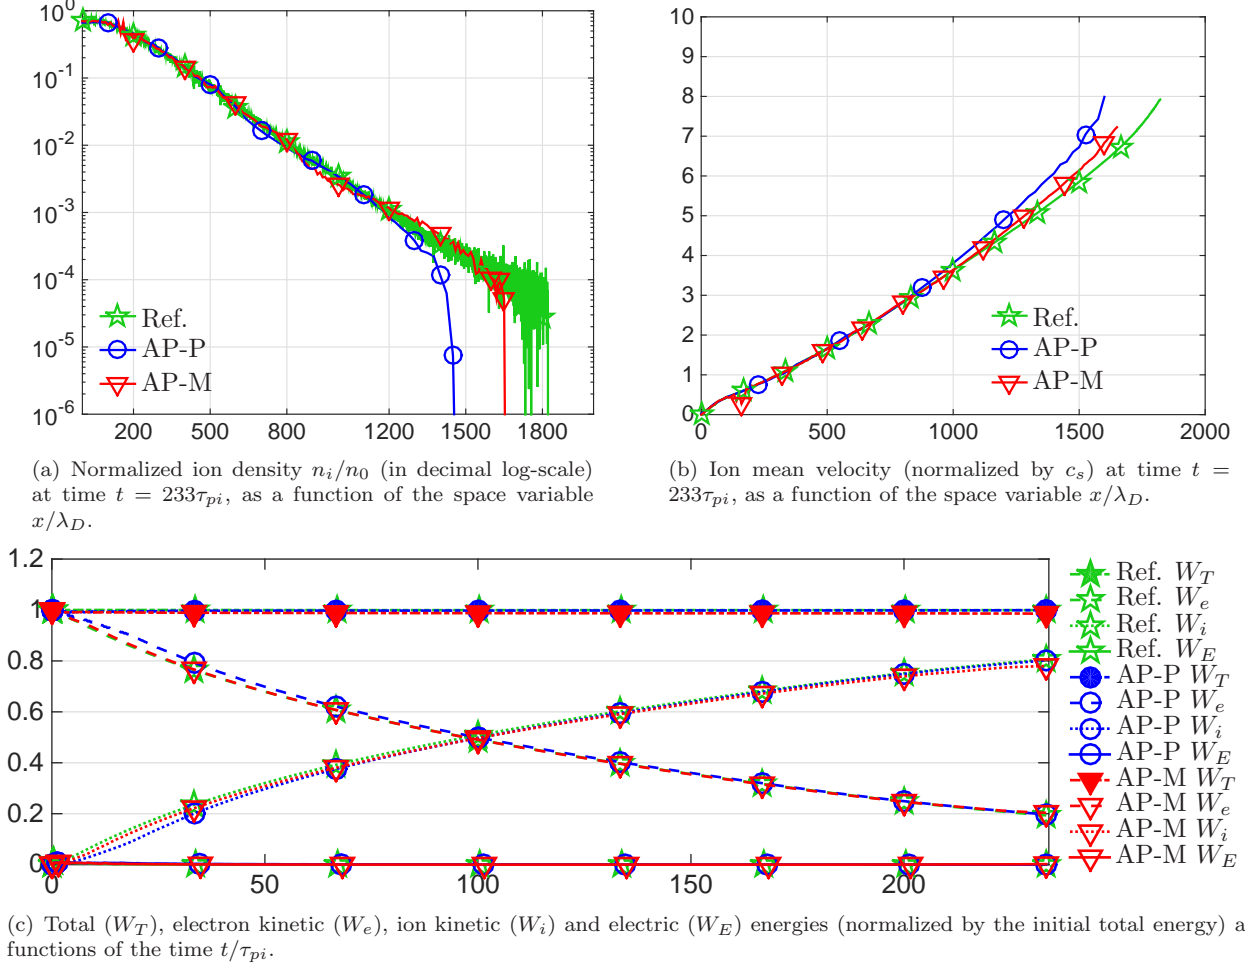 10^0
10^{-1}
10^{-2}
10^{-3}
10^{-4}
10^{-5}
10^{-6}
200 500 800 1200 1500 1800
Ref.
AP-P
AP-M
(a) Normalized ion density n_i/n_0 (in decimal log-scale)
at time t = 233τ_{pi}, as a function of the space variable
x/λ_D.
10
9
8
7
6
5
4
3
2
1
0
0 500 1000 1500 2000
Ref.
AP-P
AP-M
(b) Ion mean velocity (normalized by c_s) at time t =
233τ_{pi}, as a function of the space variable x/λ_D.
1.2
1
0.8
0.6
0.4
0.2
0
0 50 100 150 200
Ref. W_T
Ref. W_e
Ref. W_i
Ref. W_E
AP-P W_T
AP-P W_e
AP-P W_i
AP-P W_E
AP-M W_T
AP-M W_e
AP-M W_i
AP-M W_E
(c) Total (W_T), electron kinetic (W_e), ion kinetic (W_i) and electric (W_E) energies (normalized by the initial total energy) a
functions of the time t/τ_{pi}.